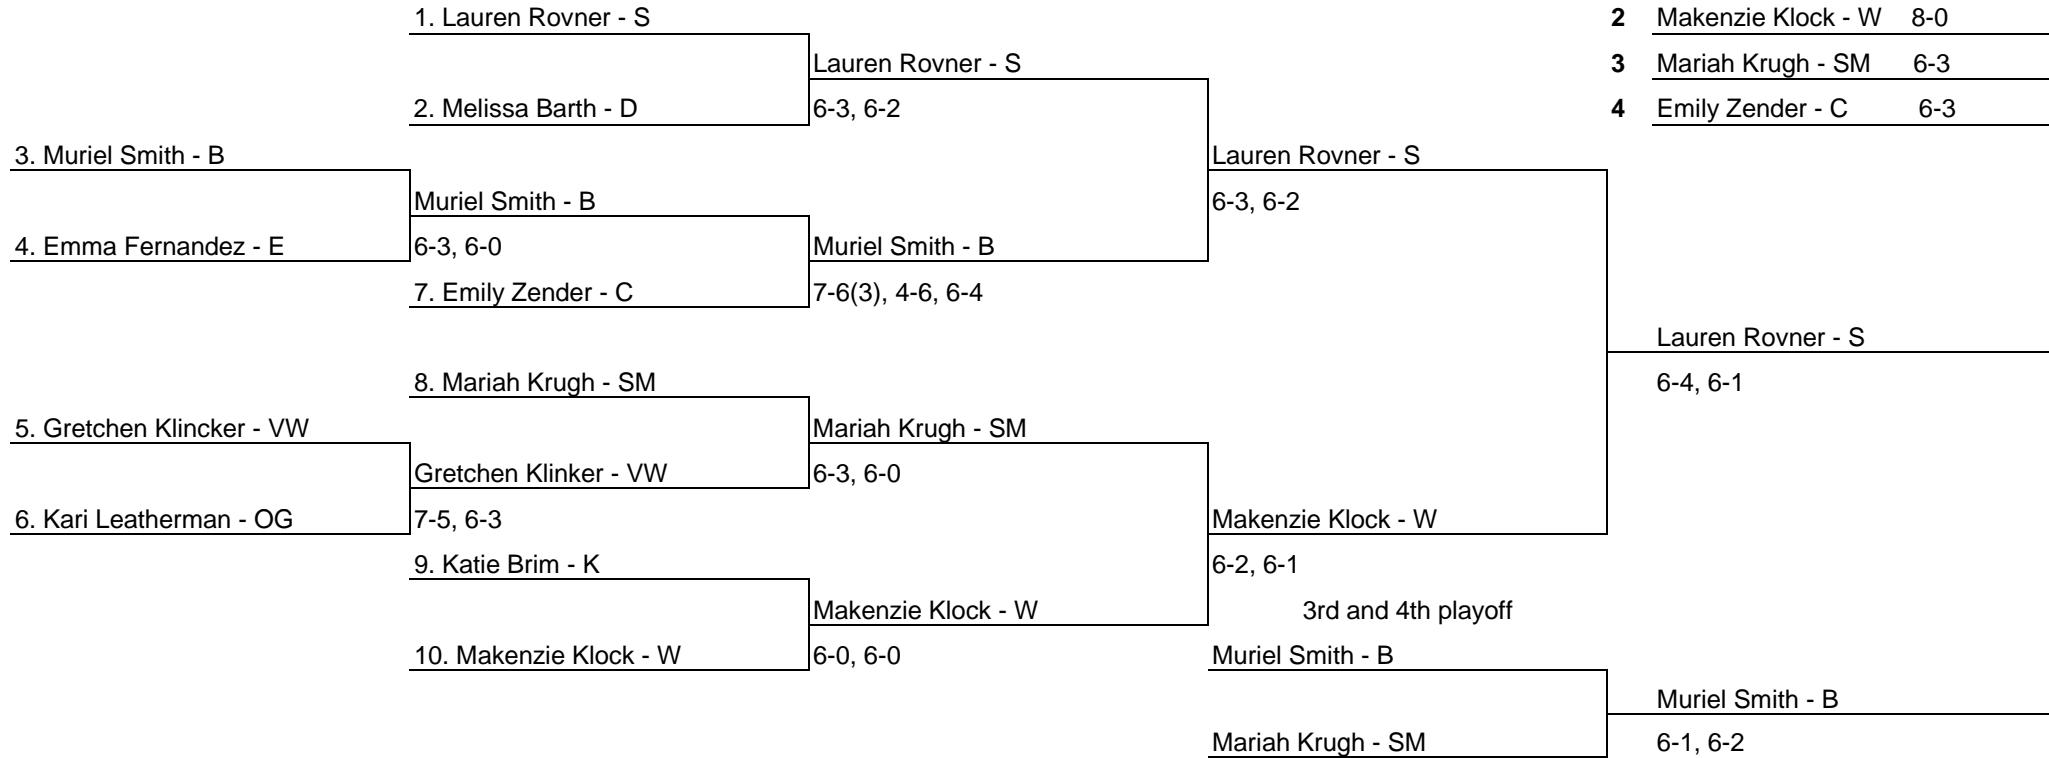 1. Lauren Rovner - S
2 Makenzie Klock - W 8-0
Lauren Rovner - S
3 Mariah Krugh - SM 6-3
2. Melissa Barth - D
6-3, 6-2
4 Emily Zender - C 6-3
3. Muriel Smith - B
Lauren Rovner - S
Muriel Smith - B
6-3, 6-2
4. Emma Fernandez - E
6-3, 6-0
Muriel Smith - B
7. Emily Zender - C
7-6(3), 4-6, 6-4
Lauren Rovner - S
8. Mariah Krugh - SM
6-4, 6-1
5. Gretchen Klincker - VW
Mariah Krugh - SM
Gretchen Klinker - VW
6-3, 6-0
6. Kari Leatherman - OG
7-5, 6-3
Makenzie Klock - W
9. Katie Brim - K
6-2, 6-1
Makenzie Klock - W
3rd and 4th playoff
10. Makenzie Klock - W
6-0, 6-0
Muriel Smith - B
Muriel Smith - B
Mariah Krugh - SM
6-1, 6-2